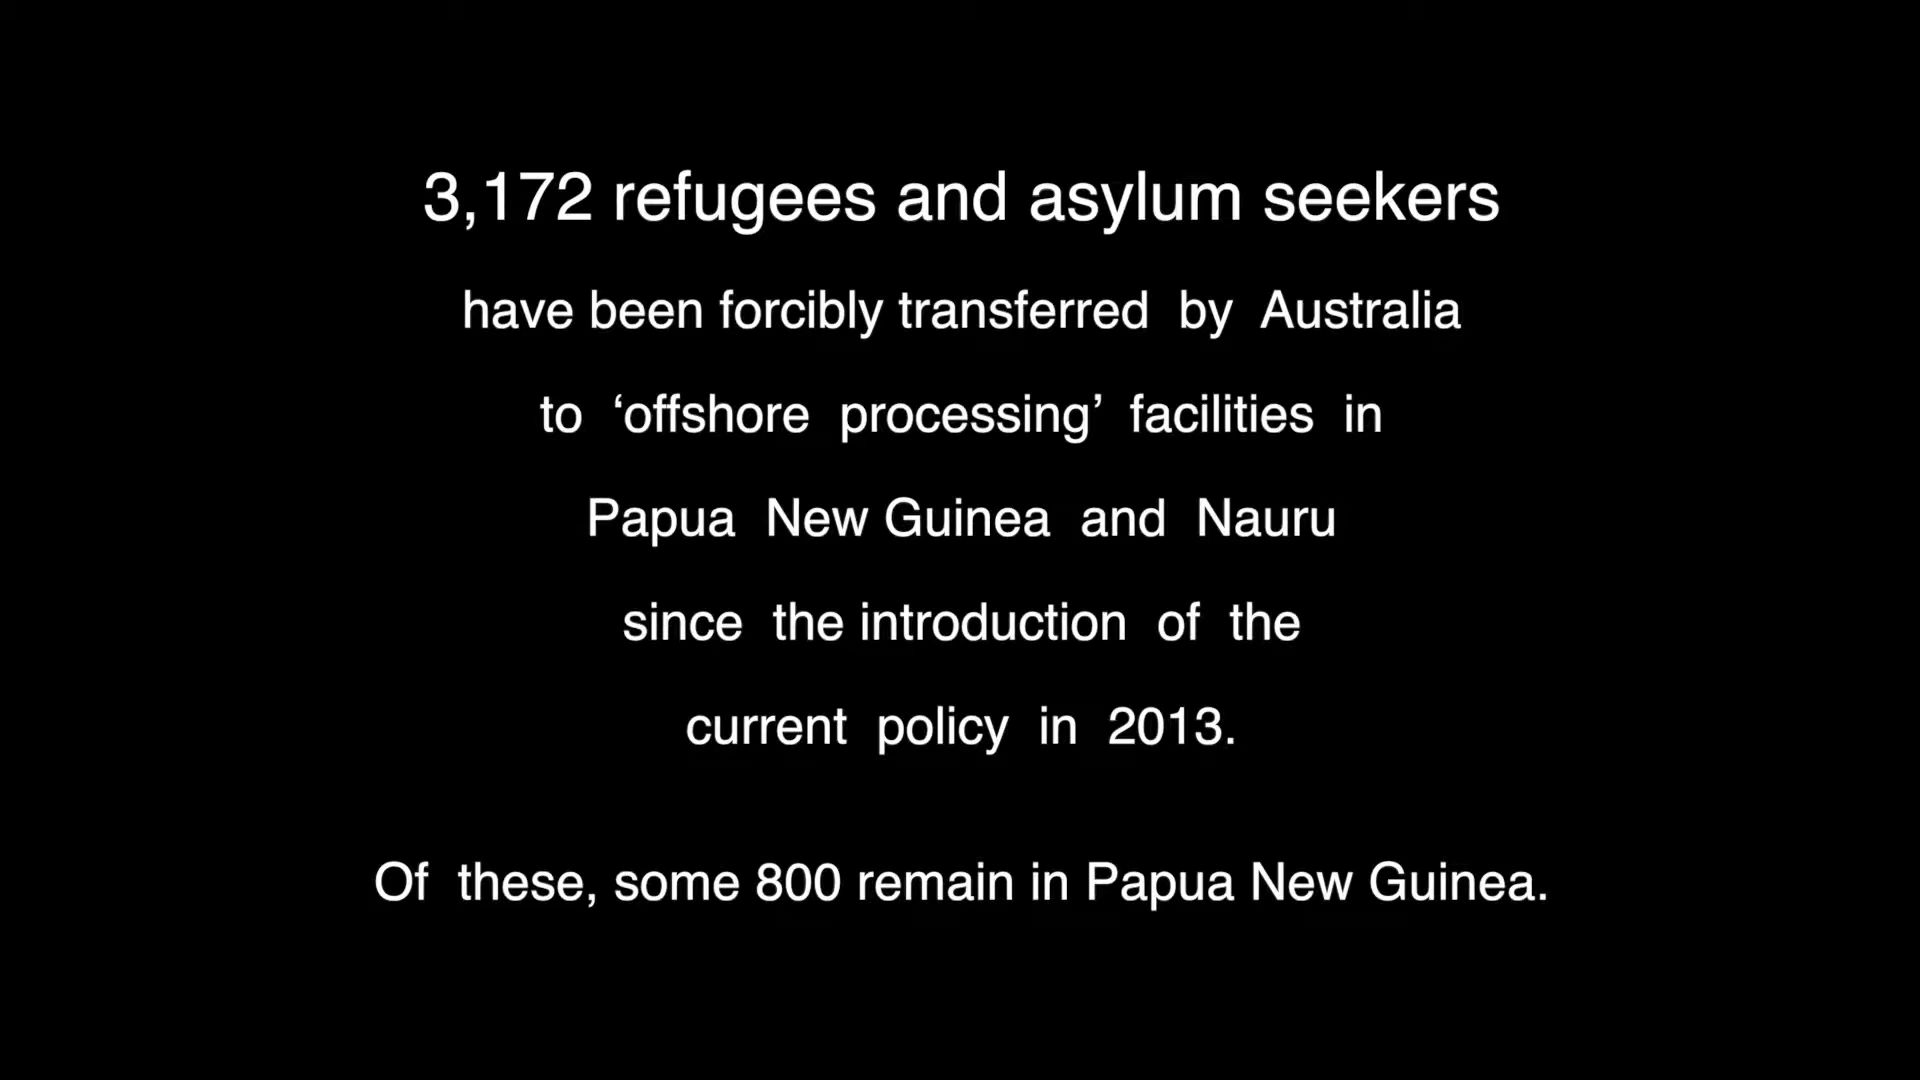 3,172 refugees and asylum seekers
have been forcibly transferred by Australia
to ‘offshore processing’ facilities in
Papua New Guinea and Nauru
since the introduction of the
current policy in 2013.
Of these, some 800 remain in Papua New Guinea.